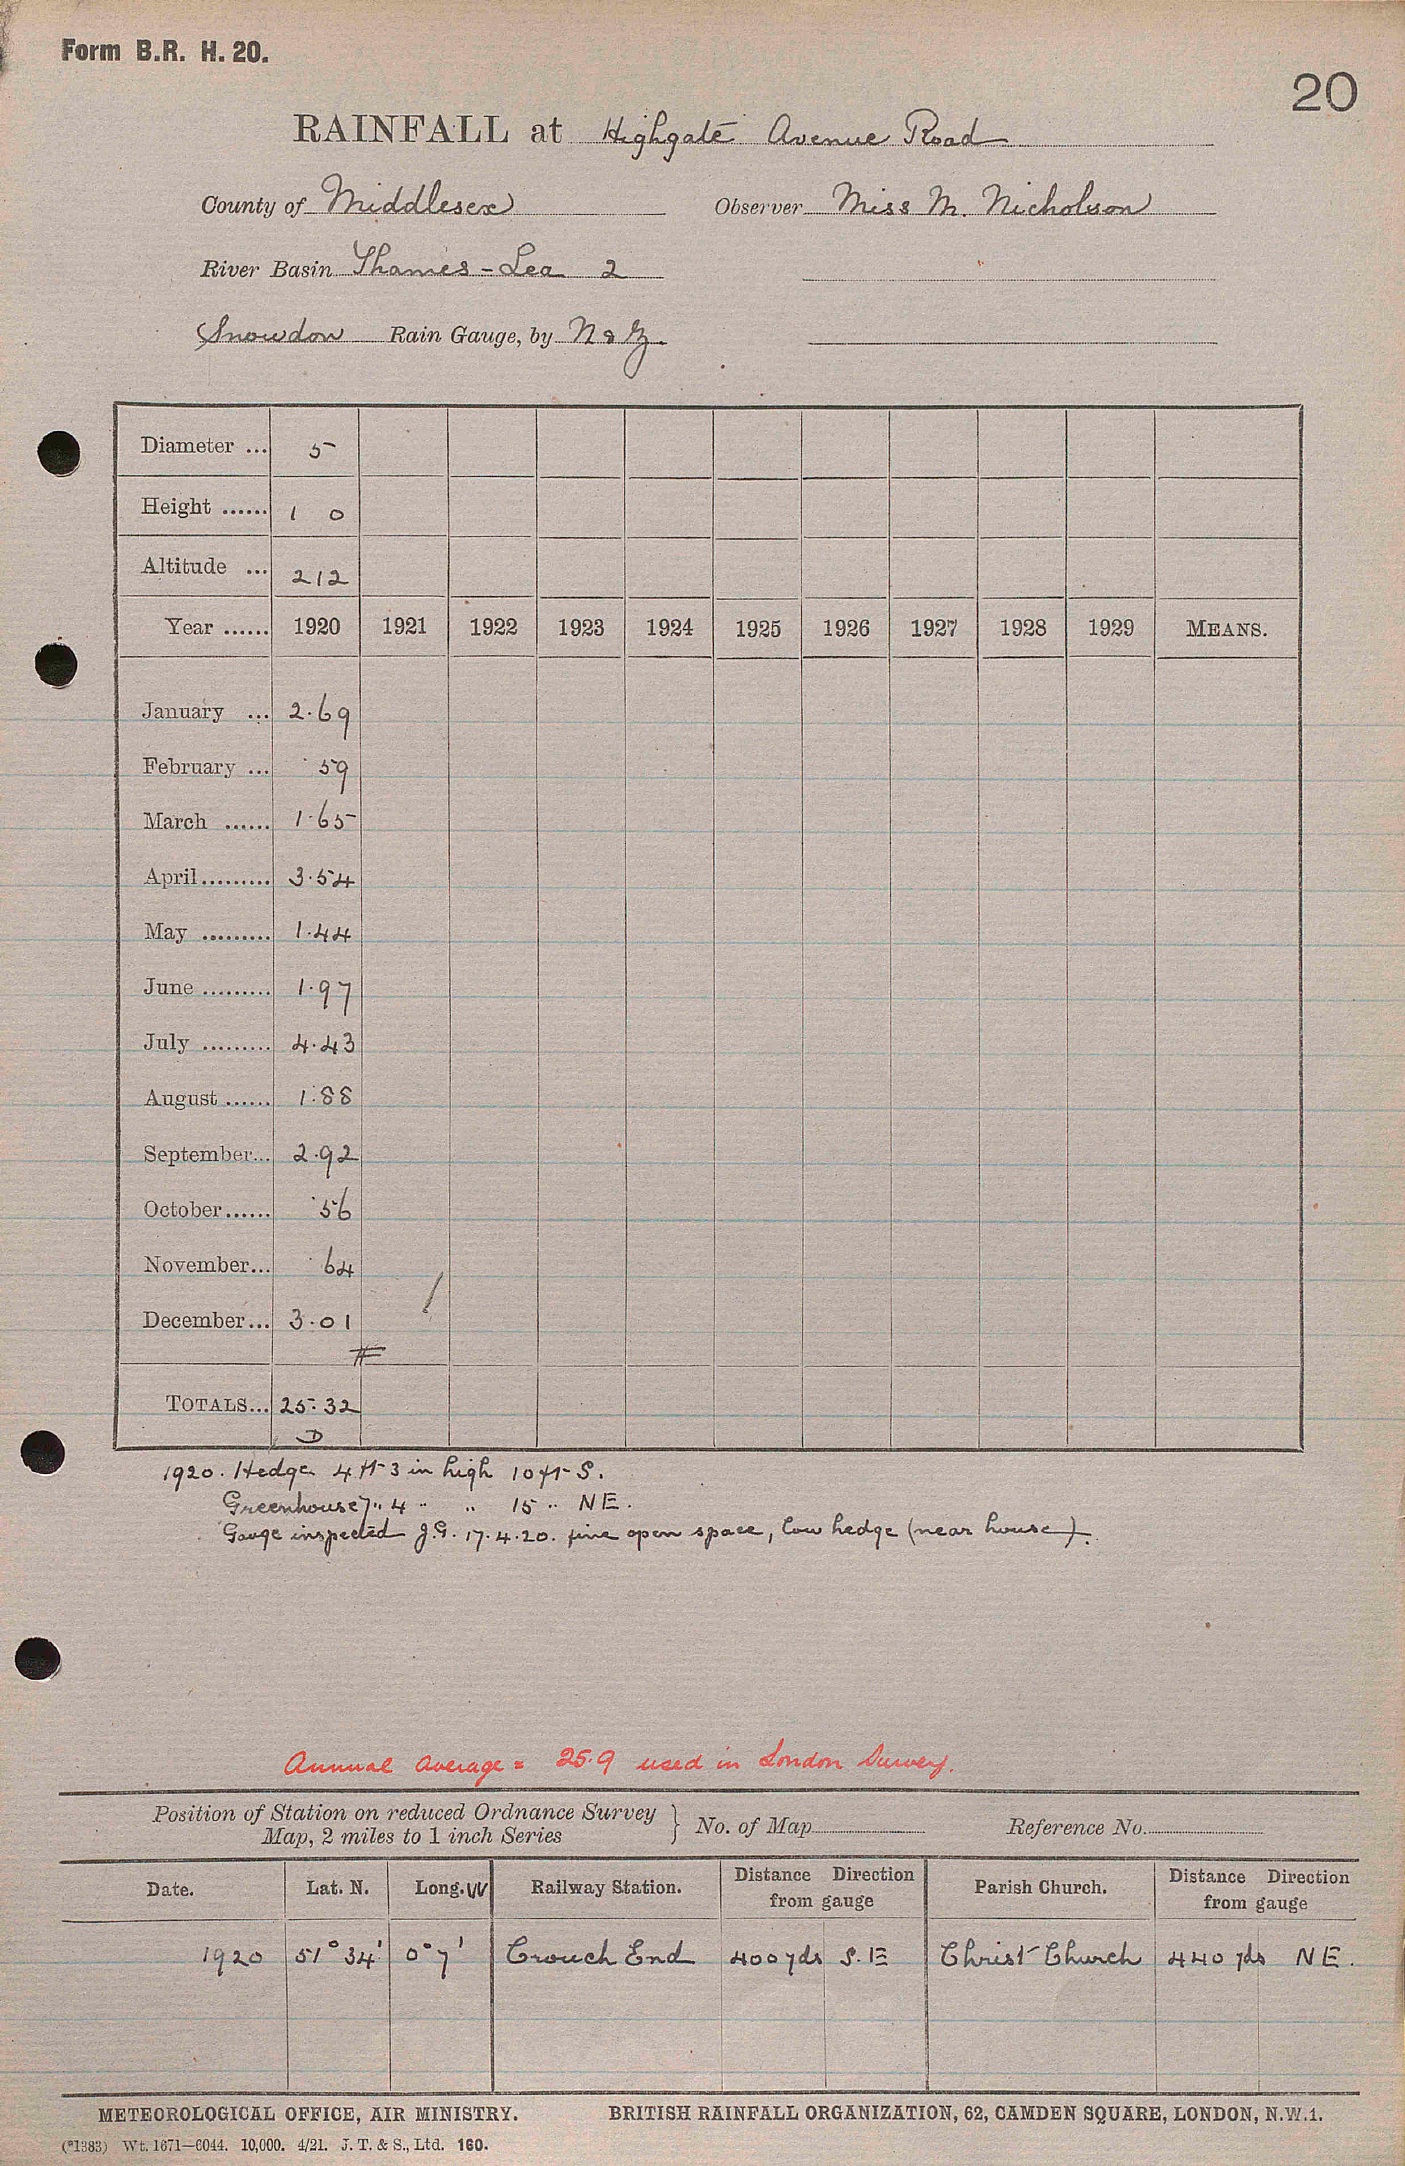 Form B.R. H. 20.
20
RAINFALL at Highgate Avenue Road
County of Middlesex Observer Miss M. Nicholson
River Basin Thames - Lea 2
Snowdon Rain Gauge, by N & Z.
Diameter ... 5
Height ...... 1 0
Altitude ... 212
Year ...... 1920 1921 1922 1923 1924 1925 1926 1927 1928 1929 MEANS.
January ... 2.69
February ... .59
March ...... 1.65
April......... 3.54
May ......... 1.44
June ......... 1.97
July ......... 4.43
August ...... 1.88
September... 2.92
October...... .56
November... .64
December... 3.01
TOTALS... 25.32
D
1920. Hedge 4 ft 3 in high 10 ft S.
Greenhouse 7 " 4 " " 15 " NE.
Gauge inspected J.G. 17.4.20. fine open space, low hedge (near house).
Annual average = 25.9 used in London Survey.
Position of Station on reduced Ordnance Survey
Map, 2 miles to 1 inch Series } No. of Map Reference No.
Date. Lat. N. Long. W Railway Station. Distance Direction from gauge Parish Church. Distance Direction from gauge
1920 51° 34' 0° 7' Crouch End 400 yds S.E Christ Church 440 yds NE.
METEOROLOGICAL OFFICE, AIR MINISTRY. BRITISH RAINFALL ORGANIZATION, 62, CAMDEN SQUARE, LONDON, N.W.1.
(*1383) Wt. 1671—6044. 10,000. 4/21. J. T. & S., Ltd. 160.